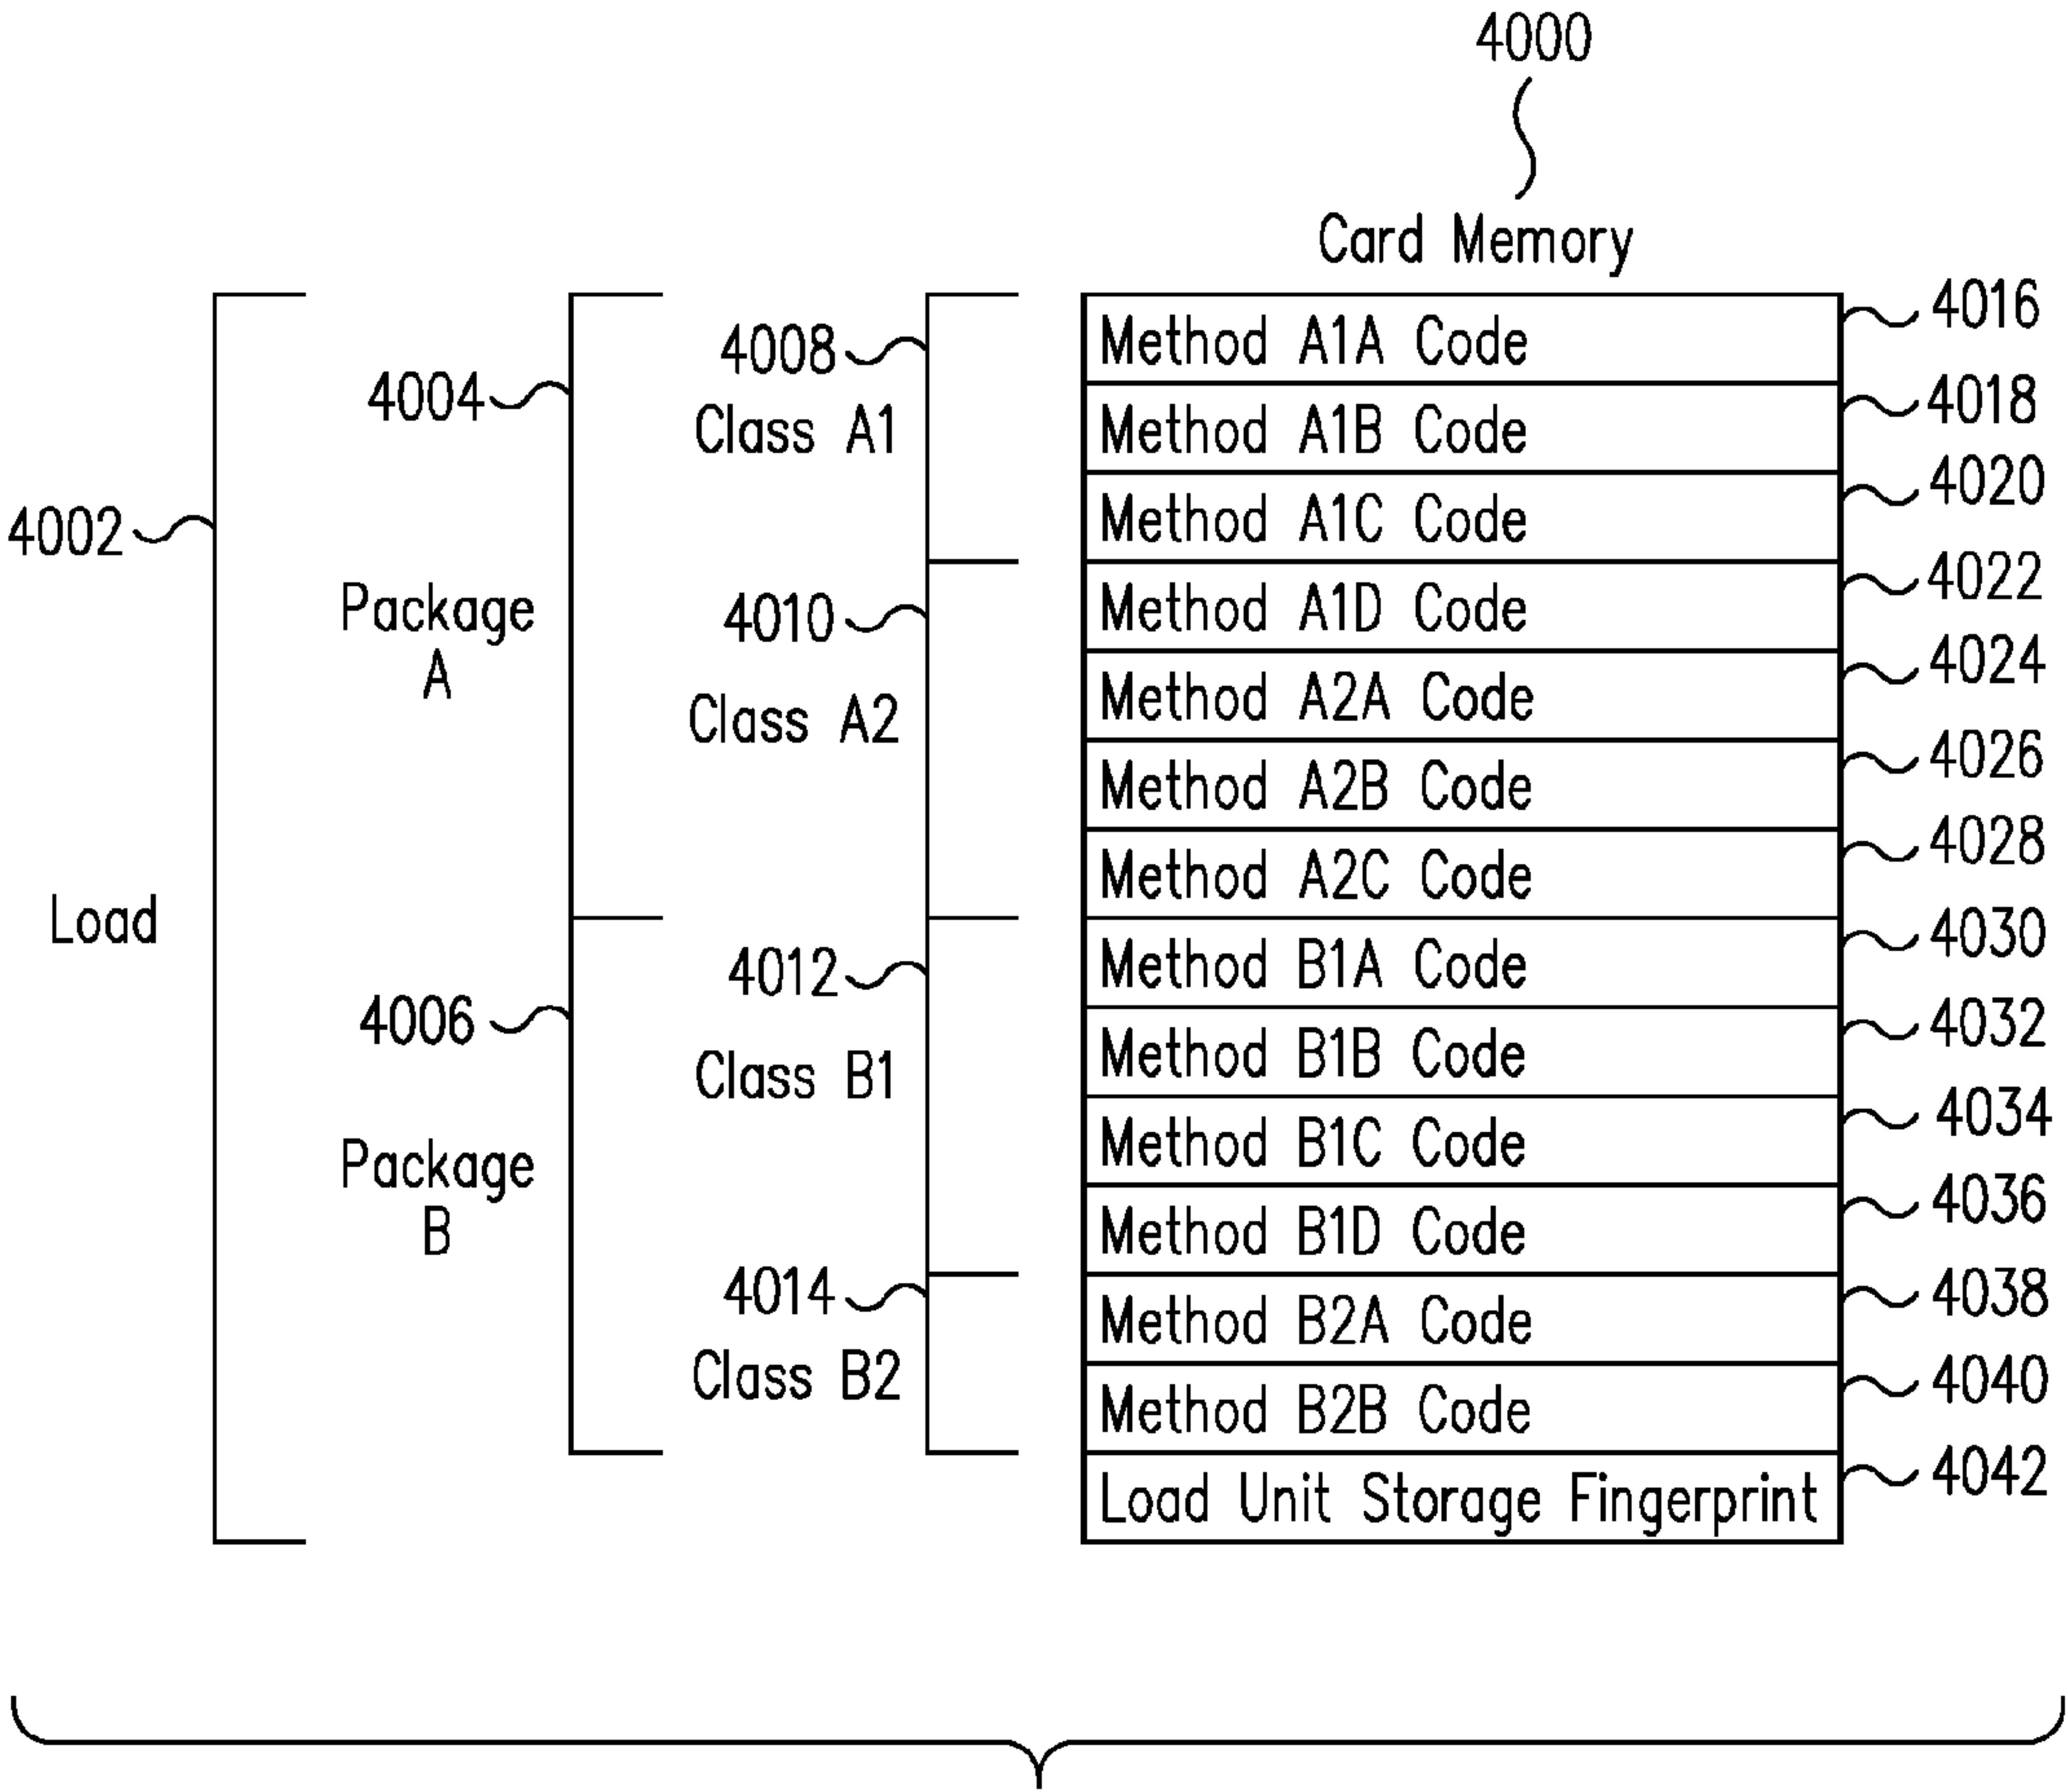 4000
Card Memory
4002
Load
4004
Package
A
4006
Package
B
4008
Class A1
4010
Class A2
4012
Class B1
4014
Class B2
Method A1A Code
4016
Method A1B Code
4018
Method A1C Code
4020
Method A1D Code
4022
Method A2A Code
4024
Method A2B Code
4026
Method A2C Code
4028
Method B1A Code
4030
Method B1B Code
4032
Method B1C Code
4034
Method B1D Code
4036
Method B2A Code
4038
Method B2B Code
4040
Load Unit Storage Fingerprint
4042